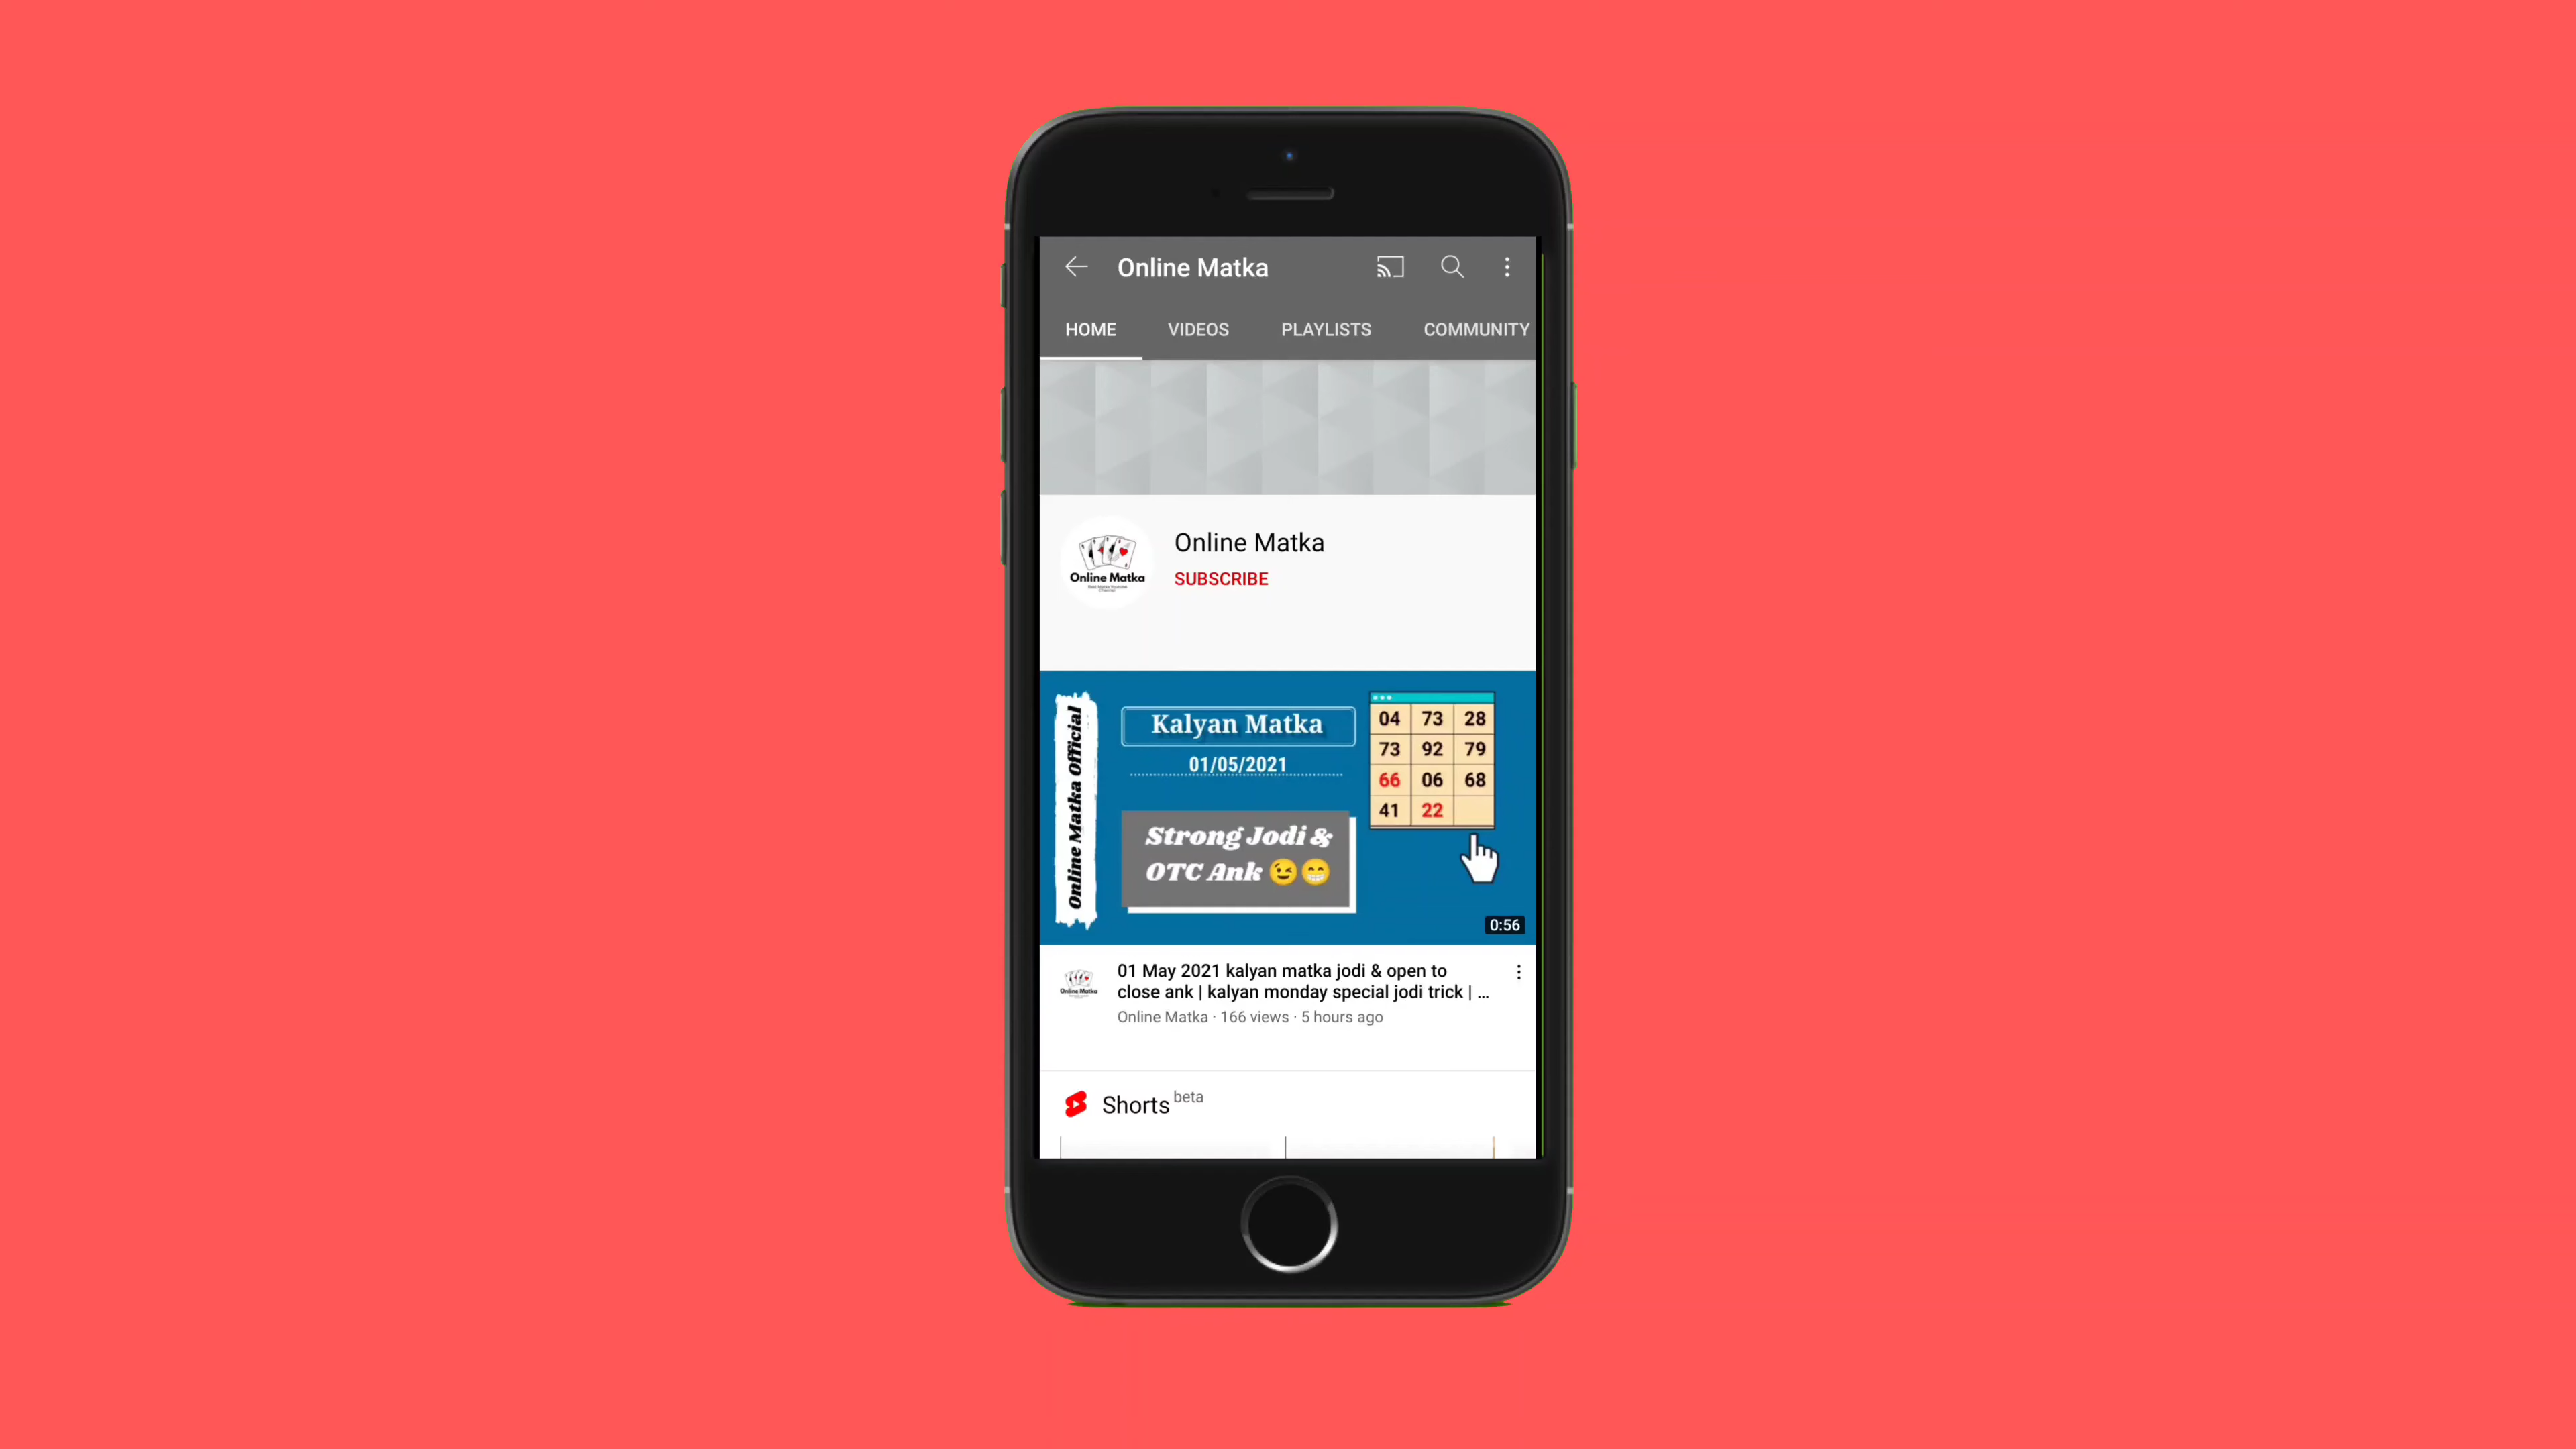 Online Matka
HOME VIDEOS PLAYLISTS COMMUNITY
Online Matka
Online Matka
SUBSCRIBE
Online Matka Official
Kalyan Matka
01/05/2021
Strong Jodi &
OTC Ank 😉😁
04 73 28
73 92 79
66 06 68
41 22
0:56
Online Matka
01 May 2021 kalyan matka jodi & open to
close ank | kalyan monday special jodi trick | ...
Online Matka · 166 views · 5 hours ago
Shorts beta